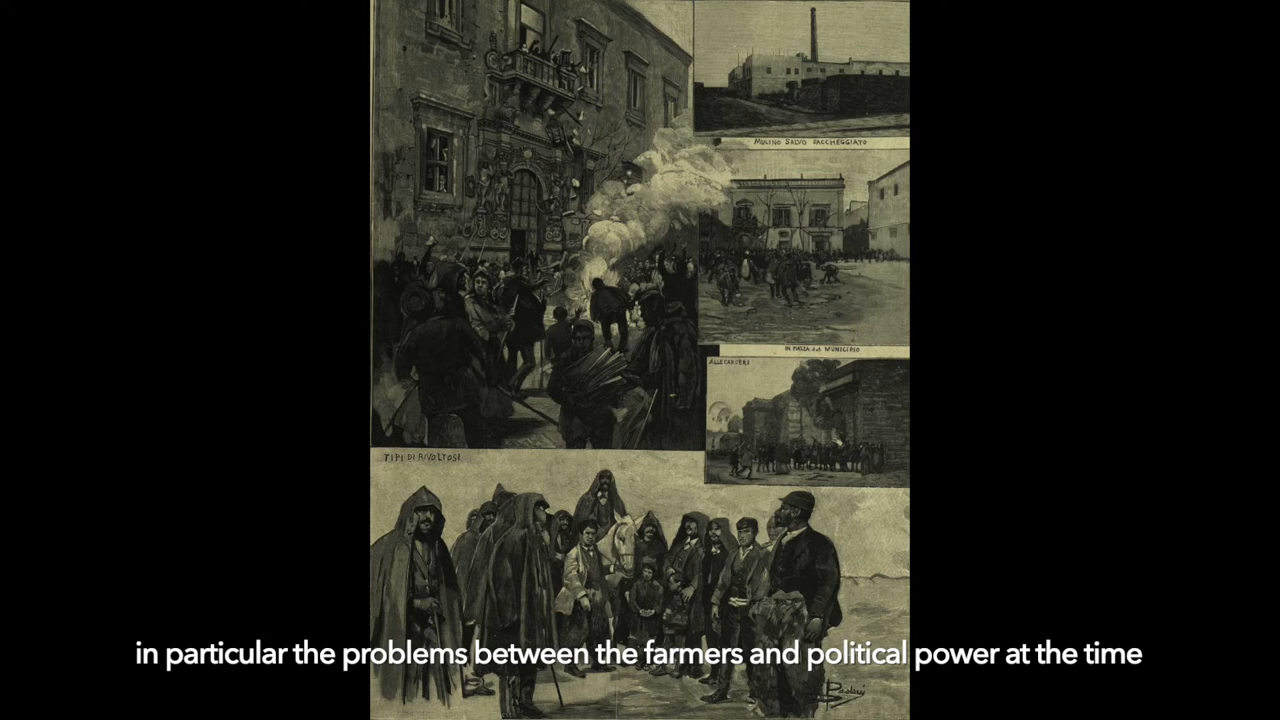 MULINO SALVO SACCHEGGIATO
IN PIAZZA del MUNICIPIO
ALLE CARCERI
TIPI DI RIVOLTOSI
in particular the problems between the farmers and political power at the time